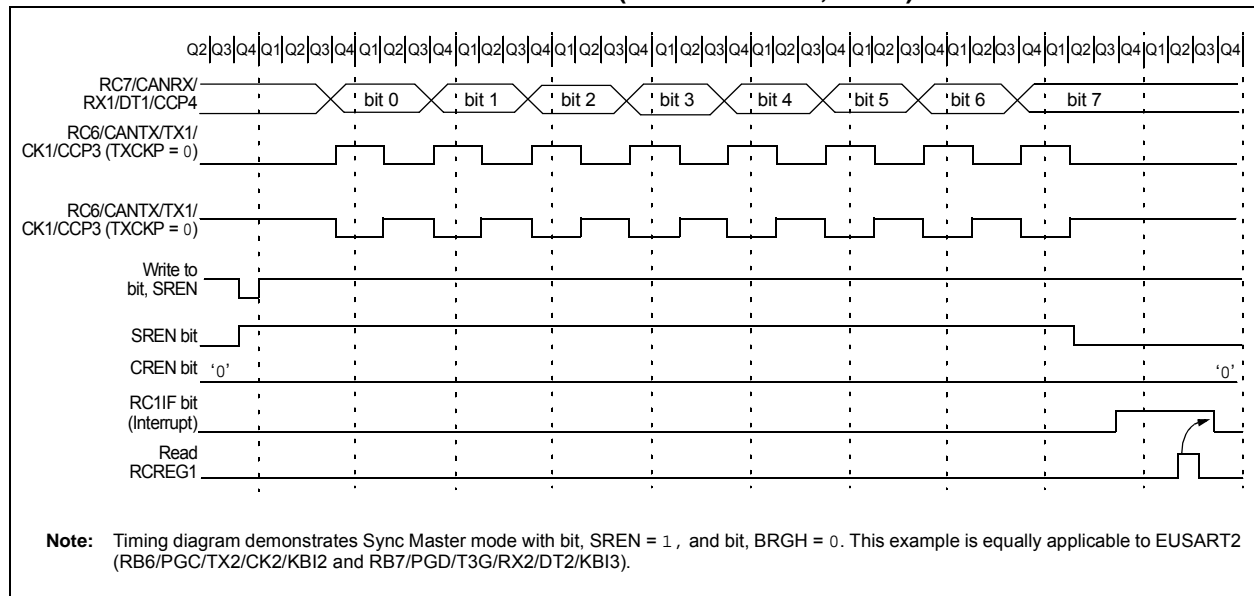 Q2 Q3 Q4 Q1 Q2 Q3 Q4 Q1 Q2 Q3 Q4 Q1 Q2 Q3 Q4 Q1 Q2 Q3 Q4 Q1 Q2 Q3 Q4 Q1 Q2 Q3 Q4 Q1 Q2 Q3 Q4 Q1 Q2 Q3 Q4 Q1 Q2 Q3 Q4 Q1 Q2 Q3 Q4
RC7/CANRX/
RX1/DT1/CCP4
bit 0 bit 1 bit 2 bit 3 bit 4 bit 5 bit 6 bit 7
RC6/CANTX/TX1/
CK1/CCP3 (TXCKP = 0)
RC6/CANTX/TX1/
CK1/CCP3 (TXCKP = 0)
Write to
bit, SREN
SREN bit
CREN bit '0' '0'
RC1IF bit
(Interrupt)
Read
RCREG1
Note: Timing diagram demonstrates Sync Master mode with bit, SREN = 1, and bit, BRGH = 0. This example is equally applicable to EUSART2
(RB6/PGC/TX2/CK2/KBI2 and RB7/PGD/T3G/RX2/DT2/KBI3).